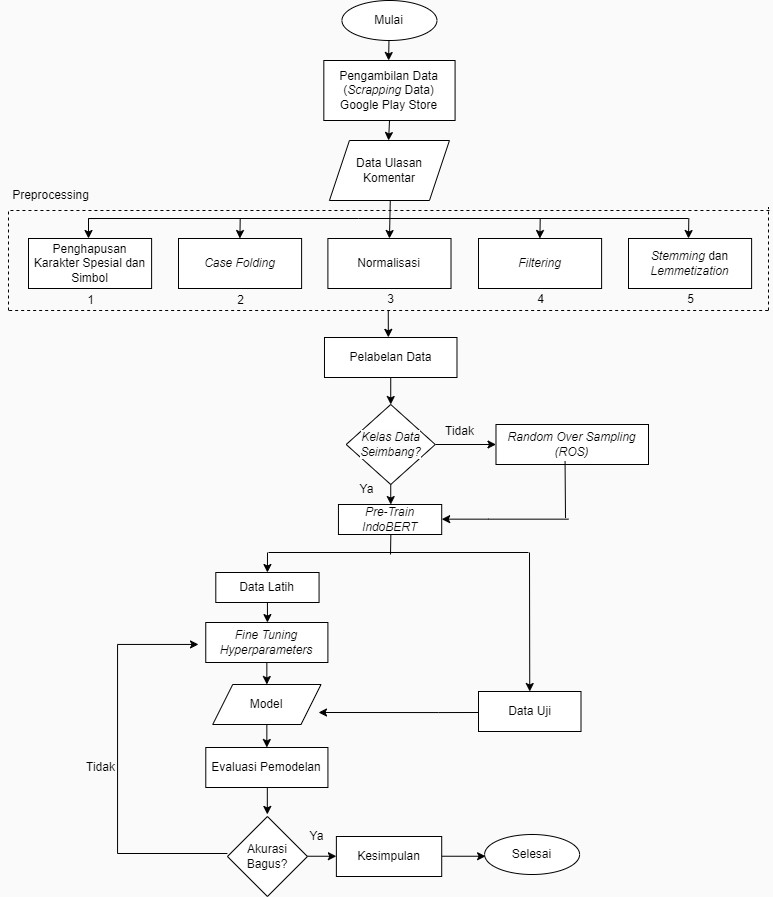 Mulai
Pengambilan Data
(Scrapping Data)
Google Play Store
Data Ulasan
Komentar
Preprocessing
Penghapusan
Karakter Spesial dan
Simbol
1
Case Folding
2
Normalisasi
3
Filtering
4
Stemming dan
Lemmetization
5
Pelabelan Data
Kelas Data
Seimbang?
Tidak
Random Over Sampling
(ROS)
Ya
Pre-Train
IndoBERT
Data Latih
Fine Tuning
Hyperparameters
Model
Data Uji
Evaluasi Pemodelan
Tidak
Akurasi
Bagus?
Ya
Kesimpulan
Selesai